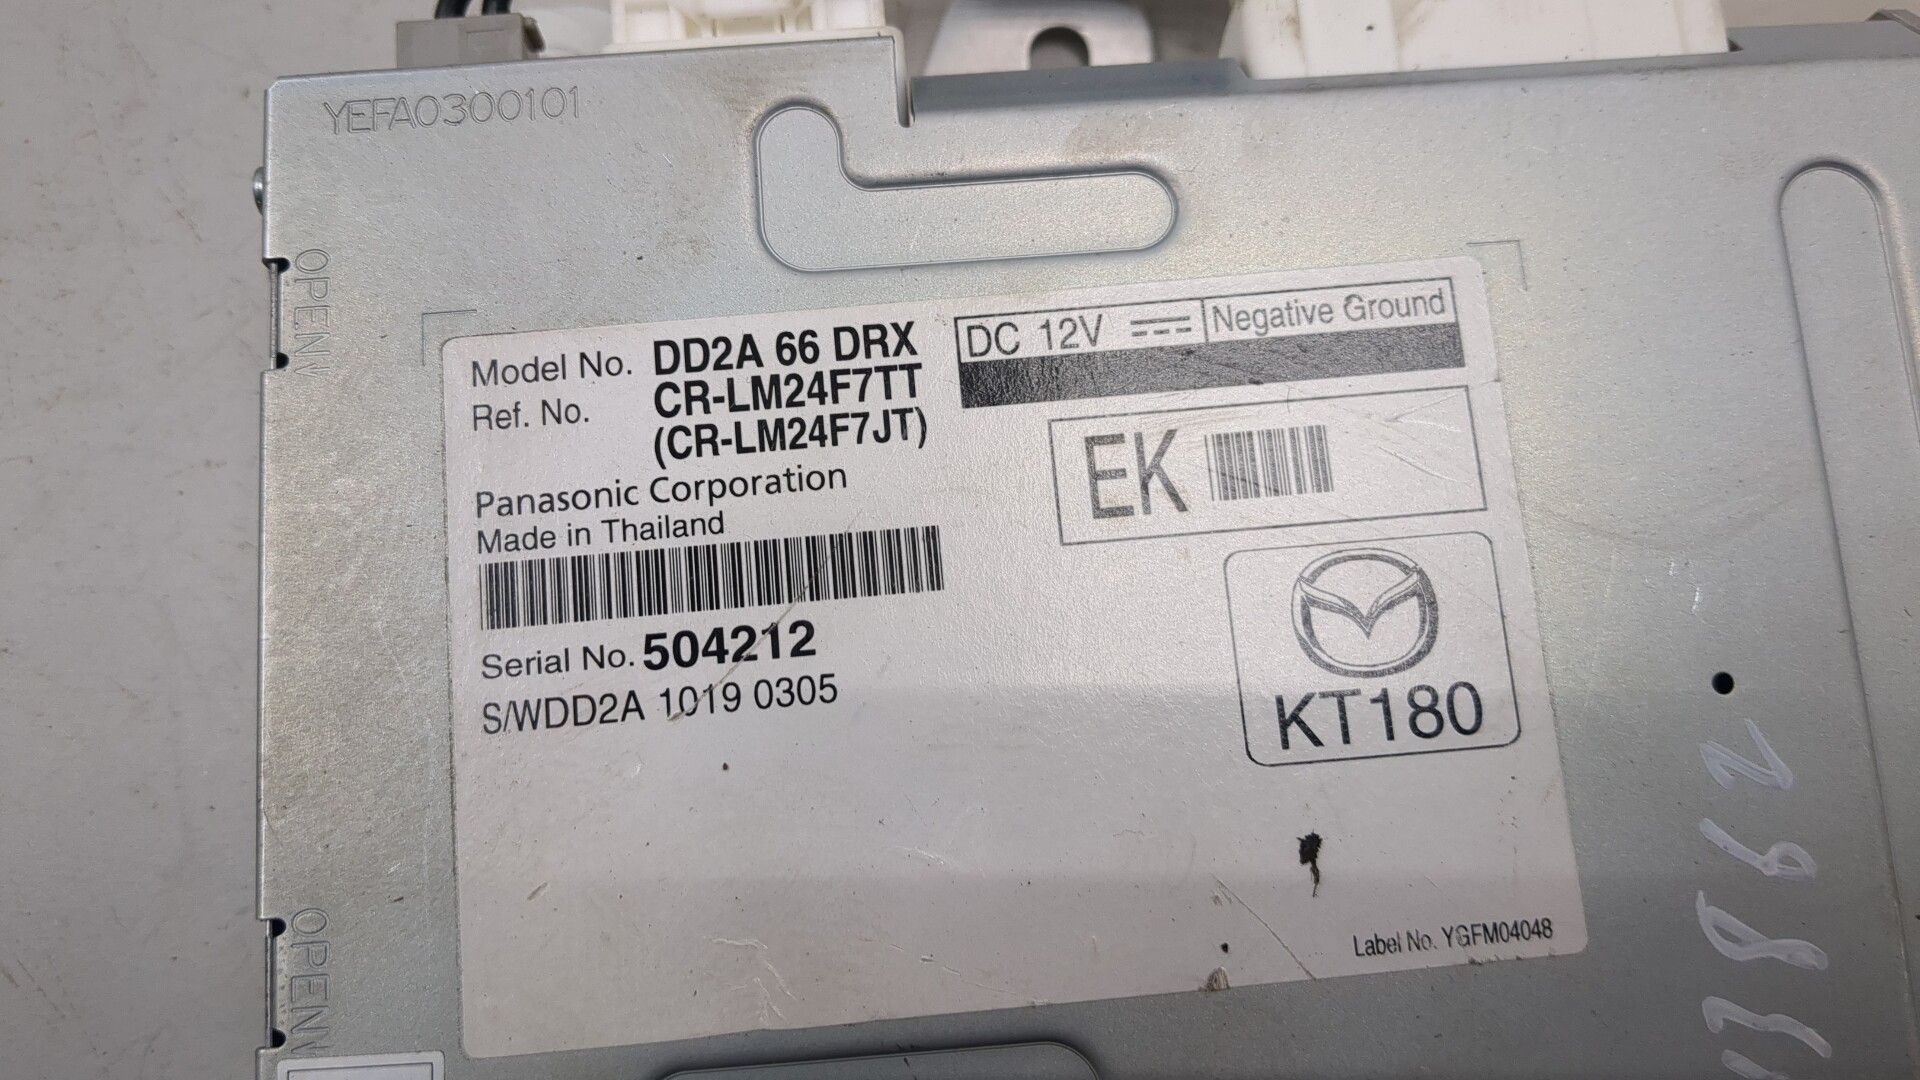 YEFA0300101
OPEN
Model No. DD2A 66 DRX
Ref. No. CR-LM24F7TT
(CR-LM24F7JT)
Panasonic Corporation
Made in Thailand
Serial No. 504212
S/WDD2A 1019 0305
DC 12V
Negative Ground
EK
KT180
Label No. YGFM04048
OPEN